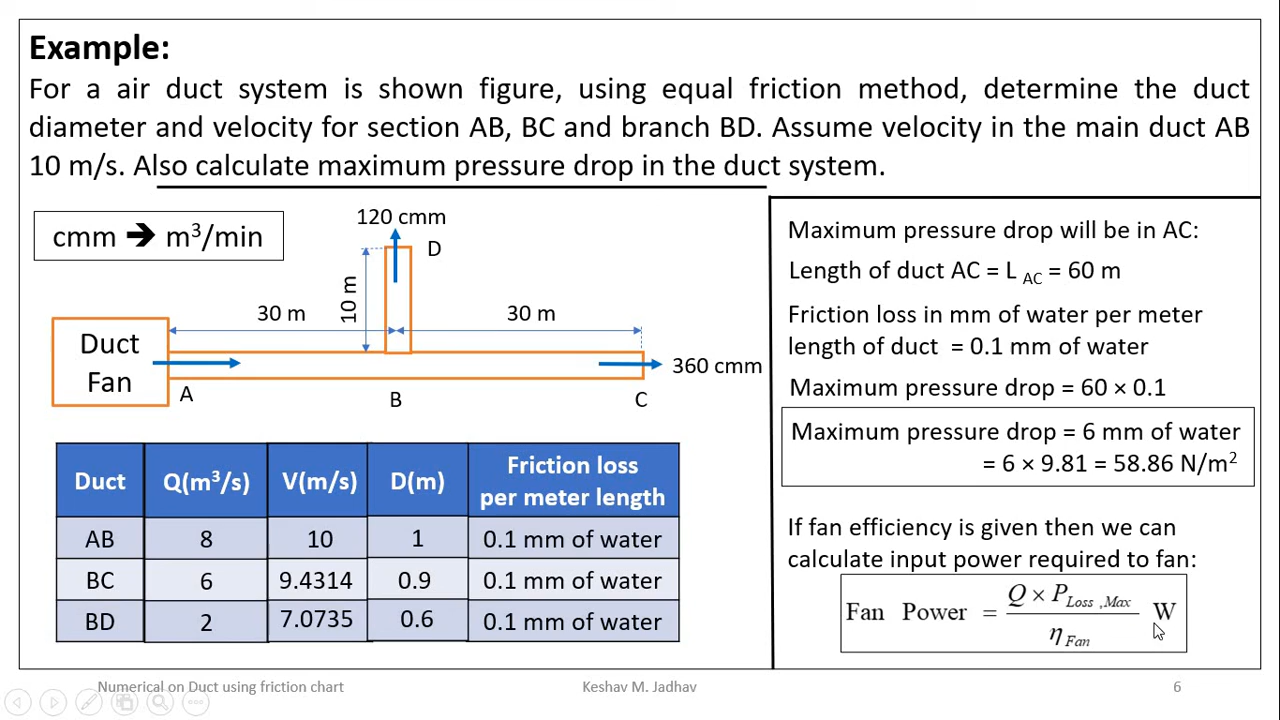 Example:
For a air duct system is shown figure, using equal friction method, determine the duct
diameter and velocity for section AB, BC and branch BD. Assume velocity in the main duct AB
10 m/s. Also calculate maximum pressure drop in the duct system.
cmm 🡺 m³/min
120 cmm
D
10 m
30 m
30 m
Duct
Fan
360 cmm
A
B
C
Duct Q(m³/s) V(m/s) D(m) Friction loss
per meter length
AB 8 10 1 0.1 mm of water
BC 6 9.4314 0.9 0.1 mm of water
BD 2 7.0735 0.6 0.1 mm of water
Maximum pressure drop will be in AC:
Length of duct AC = L AC = 60 m
Friction loss in mm of water per meter
length of duct = 0.1 mm of water
Maximum pressure drop = 60 × 0.1
Maximum pressure drop = 6 mm of water
= 6 × 9.81 = 58.86 N/m²
If fan efficiency is given then we can
calculate input power required to fan:
Fan Power = Q × P Loss ,Max / η Fan W
Numerical on Duct using friction chart
Keshav M. Jadhav
6